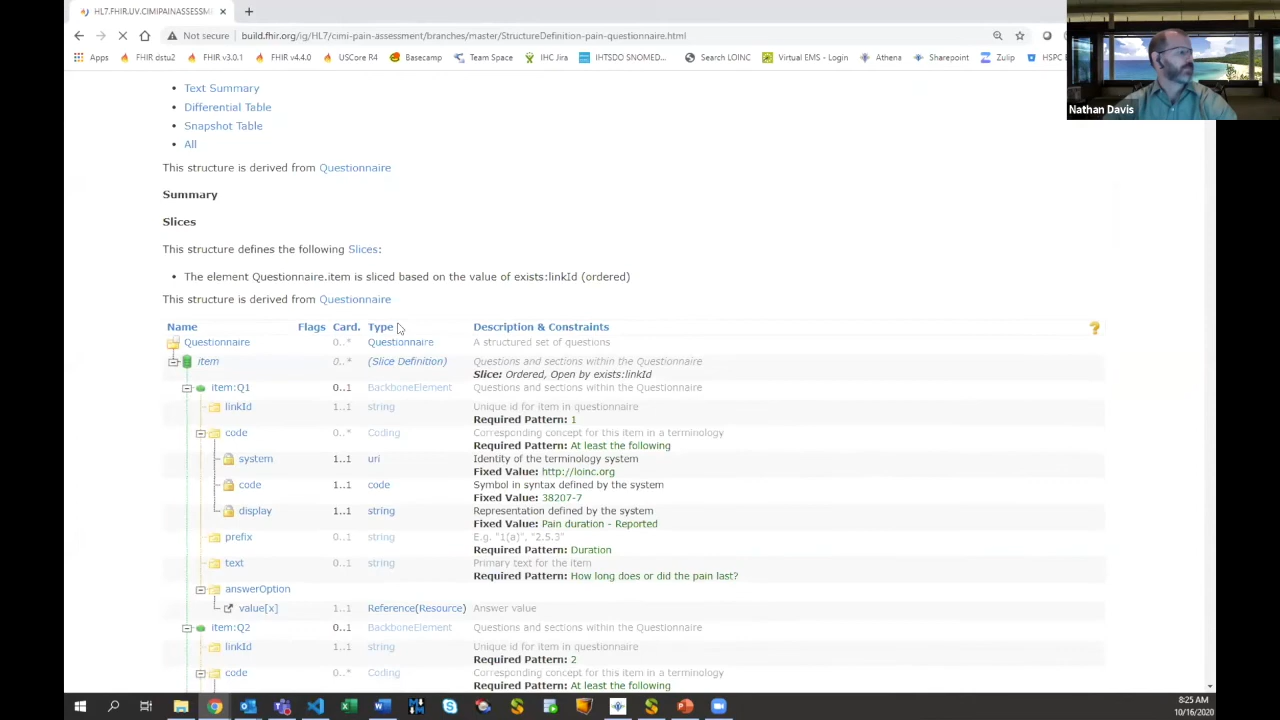 HL7.FHIR.UV.CIMIPAINASSESSM
Not secure
build.fhir.org/ig/HL7/cimi-pain-assessment/branches/master/StructureDefinition-pain-questionnaire.html
Apps FHIR dstu2 FHIR v3.0.1 FHIR v4.4.0 USCore R4 Basecamp Team Space IHC Jira IHTSDO SNOMED... Search LOINC Virtual EMS - Login Athena Sharepoint Zulip HSPC
Nathan Davis
Text Summary
Differential Table
Snapshot Table
All
This structure is derived from Questionnaire
Summary
Slices
This structure defines the following Slices:
The element Questionnaire.item is sliced based on the value of exists:linkId (ordered)
This structure is derived from Questionnaire
Name Flags Card. Type Description & Constraints
Questionnaire 0..* Questionnaire A structured set of questions
item 0..* (Slice Definition) Questions and sections within the Questionnaire
Slice: Ordered, Open by exists:linkId
item:Q1 0..1 BackboneElement Questions and sections within the Questionnaire
linkId 1..1 string Unique id for item in questionnaire
Required Pattern: 1
code 0..* Coding Corresponding concept for this item in a terminology
Required Pattern: At least the following
system 1..1 uri Identity of the terminology system
Fixed Value: http://loinc.org
code 1..1 code Symbol in syntax defined by the system
Fixed Value: 38207-7
display 1..1 string Representation defined by the system
Fixed Value: Pain duration - Reported
prefix 0..1 string E.g. "1(a)", "2.5.3"
Required Pattern: Duration
text 0..1 string Primary text for the item
Required Pattern: How long does or did the pain last?
answerOption
value[x] 1..1 Reference(Resource) Answer value
item:Q2 0..1 BackboneElement Questions and sections within the Questionnaire
linkId 1..1 string Unique id for item in questionnaire
Required Pattern: 2
code 0..* Coding Corresponding concept for this item in a terminology
Required Pattern: At least the following
8:25 AM
10/16/2020